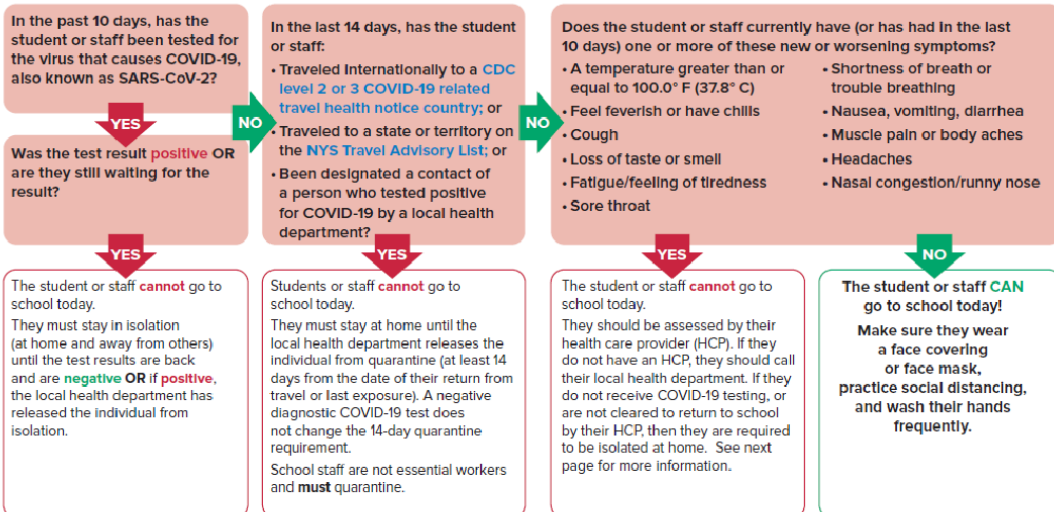 In the past 10 days, has the
student or staff been tested for
the virus that causes COVID-19,
also known as SARS-CoV-2?
YES
Was the test result positive OR
are they still waiting for the
result?
YES
The student or staff cannot go to
school today.
They must stay in isolation
(at home and away from others)
until the test results are back
and are negative OR if positive,
the local health department has
released the individual from
isolation.
NO
In the last 14 days, has the student
or staff:
• Traveled internationally to a CDC
level 2 or 3 COVID-19 related
travel health notice country; or
• Traveled to a state or territory on
the NYS Travel Advisory List; or
• Been designated a contact of
a person who tested positive
for COVID-19 by a local health
department?
YES
Students or staff cannot go to
school today.
They must stay at home until the
local health department releases the
individual from quarantine (at least 14
days from the date of their return from
travel or last exposure). A negative
diagnostic COVID-19 test does
not change the 14-day quarantine
requirement.
School staff are not essential workers
and must quarantine.
NO
Does the student or staff currently have (or has had in the last
10 days) one or more of these new or worsening symptoms?
• A temperature greater than or
equal to 100.0° F (37.8° C)
• Feel feverish or have chills
• Cough
• Loss of taste or smell
• Fatigue/feeling of tiredness
• Sore throat
• Shortness of breath or
trouble breathing
• Nausea, vomiting, diarrhea
• Muscle pain or body aches
• Headaches
• Nasal congestion/runny nose
YES
The student or staff cannot go to
school today.
They should be assessed by their
health care provider (HCP). If they
do not have an HCP, they should call
their local health department. If they
do not receive COVID-19 testing, or
are not cleared to return to school
by their HCP, then they are required
to be isolated at home. See next
page for more information.
NO
The student or staff CAN
go to school today!
Make sure they wear
a face covering
or face mask,
practice social distancing,
and wash their hands
frequently.